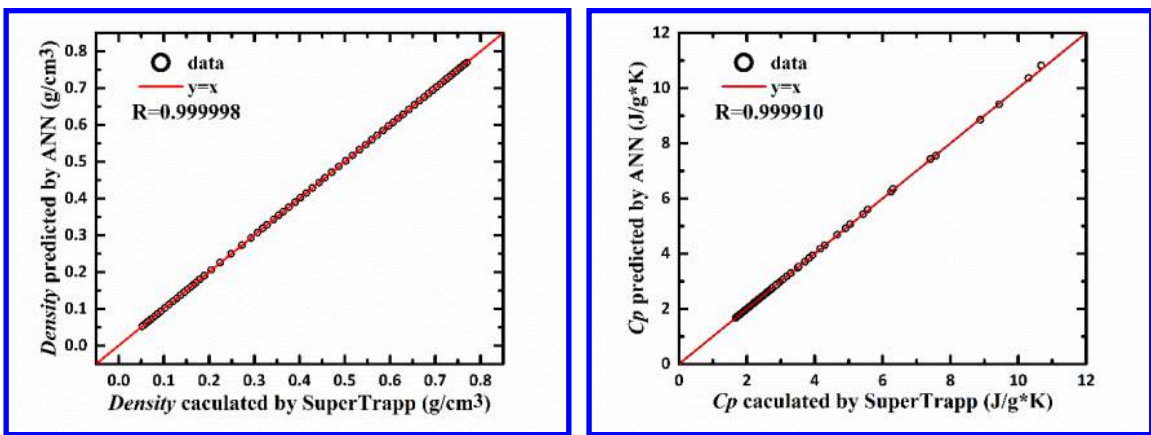 0.8
0.7
0.6
0.5
0.4
0.3
0.2
0.1
0.0
Density predicted by ANN (g/cm3)
data
y=x
R=0.999998
0.0 0.1 0.2 0.3 0.4 0.5 0.6 0.7 0.8
Density caculated by SuperTrapp (g/cm3)
12
10
8
6
4
2
0
Cp predicted by ANN (J/g*K)
data
y=x
R=0.999910
0 2 4 6 8 10 12
Cp caculated by SuperTrapp (J/g*K)